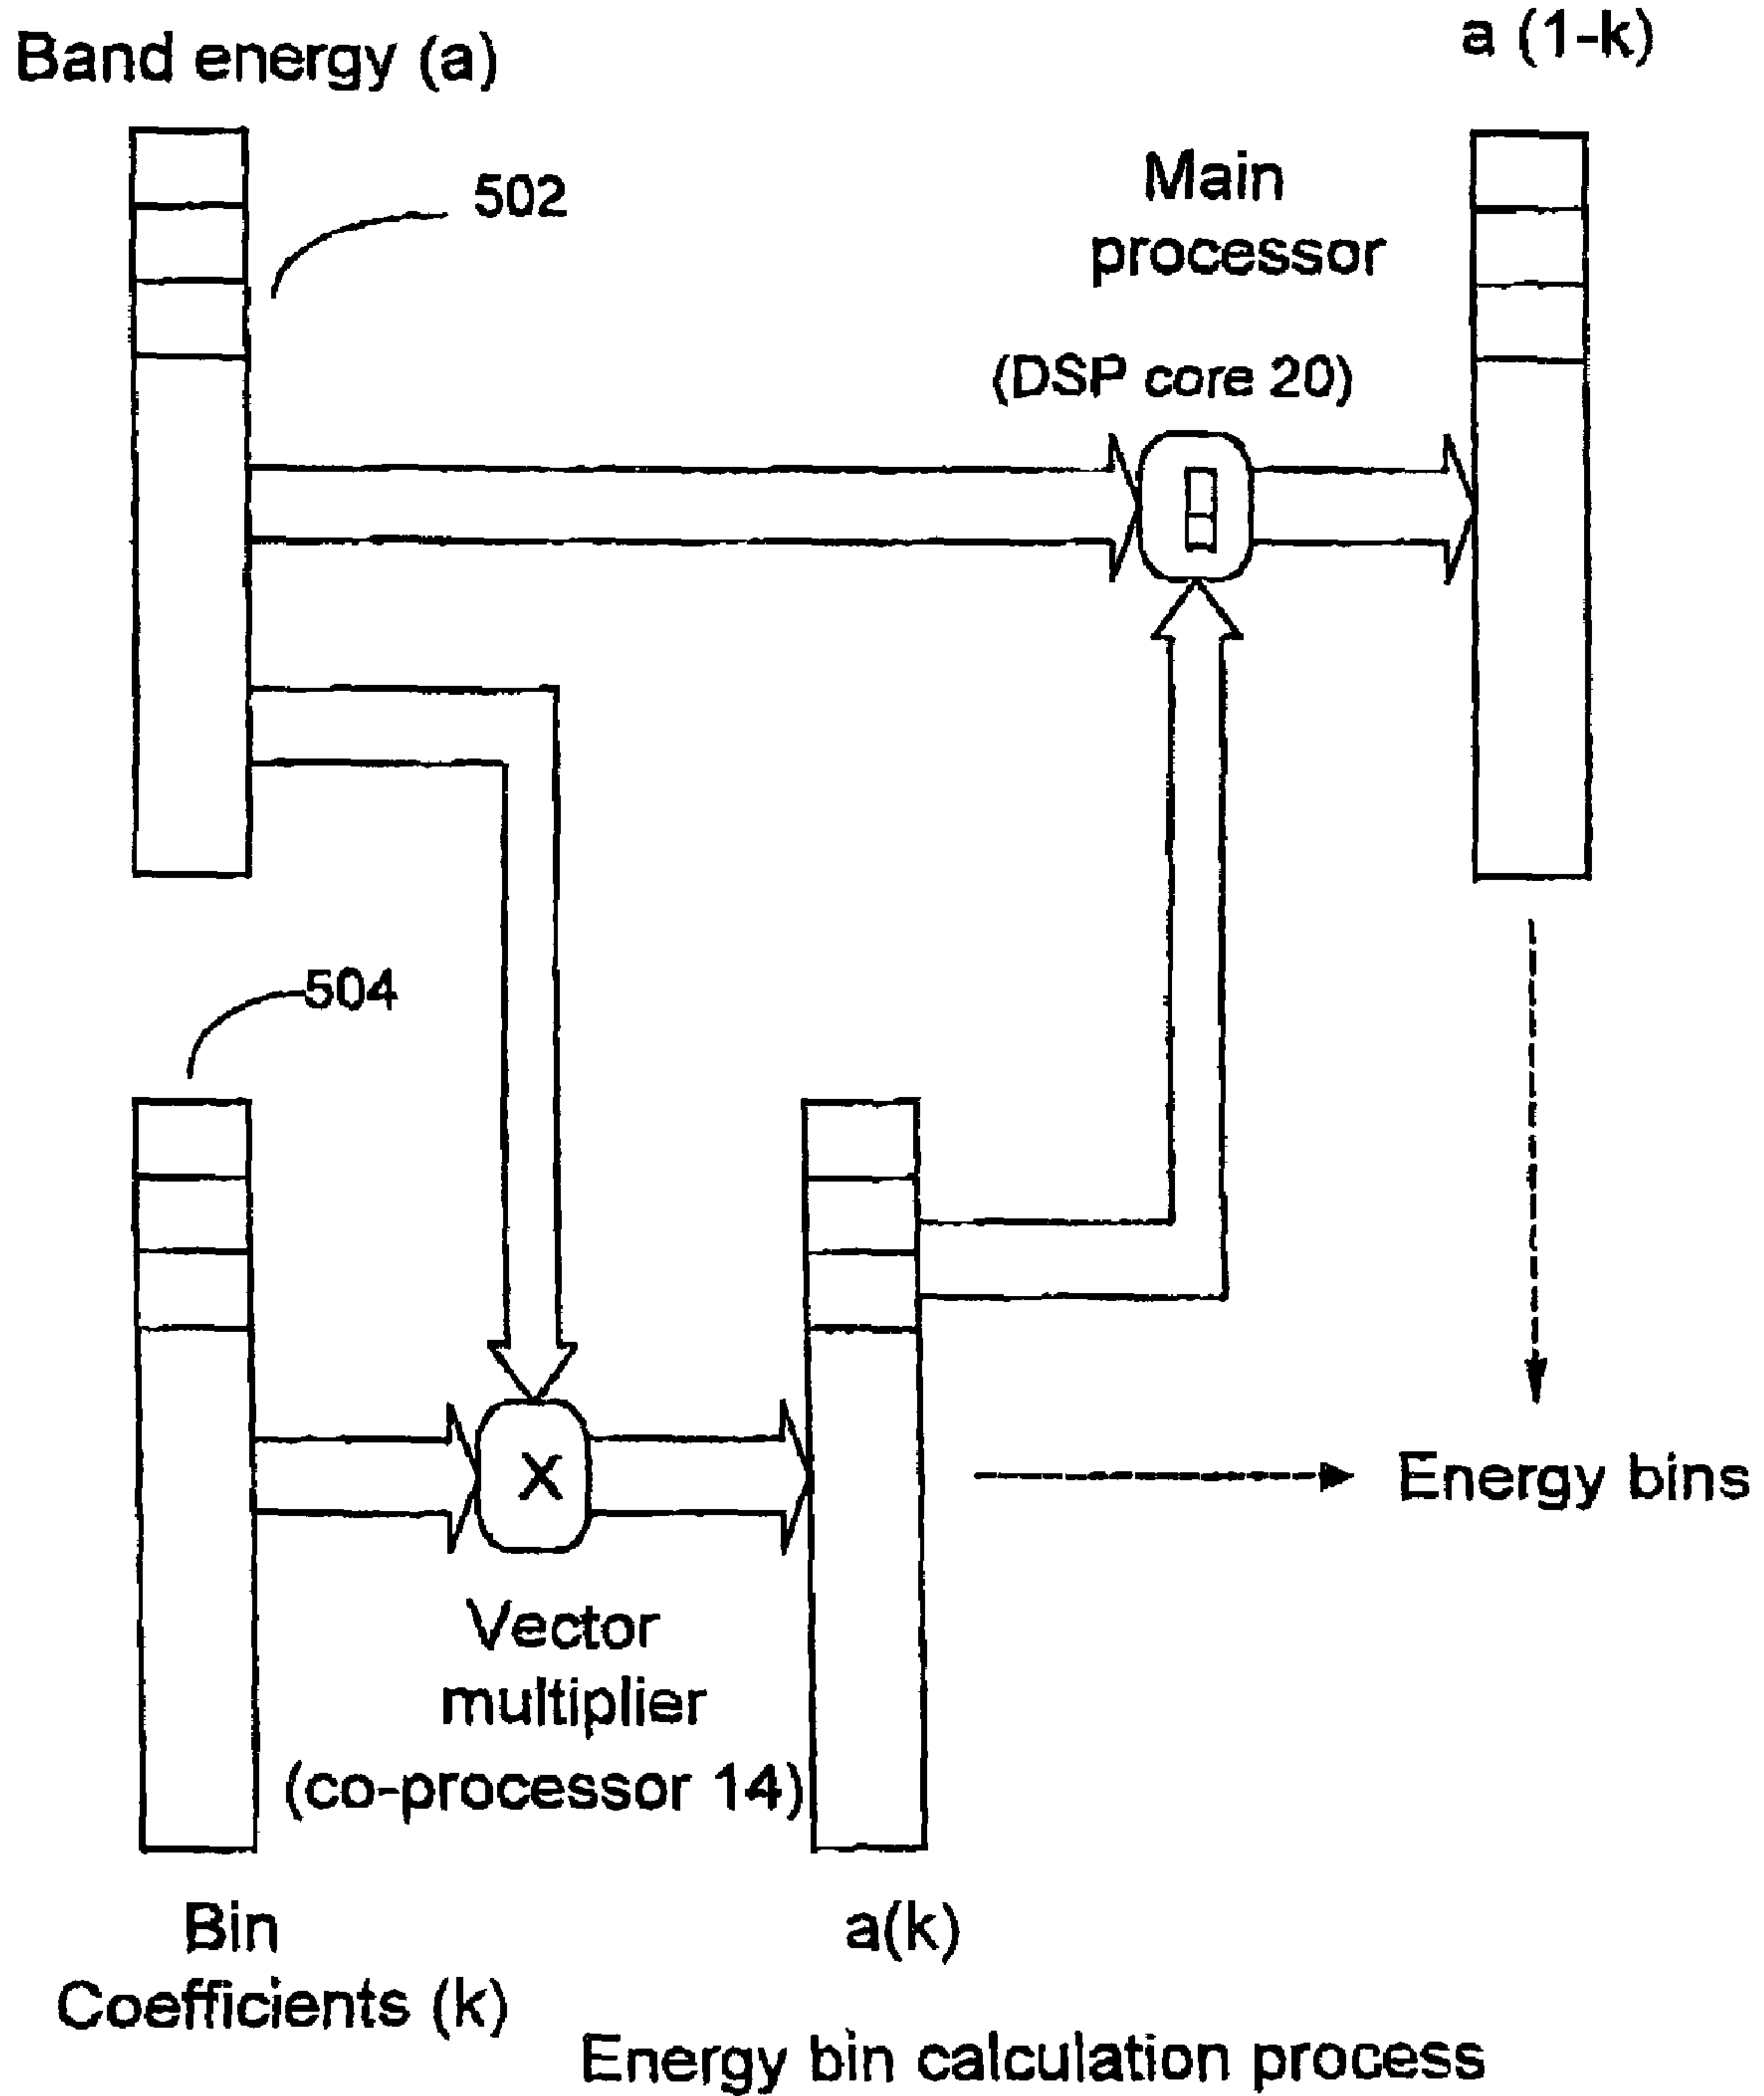 Band energy (a)
a (1-k)
502
Main
processor
(DSP core 20)
504
X
Energy bins
Vector
multiplier
(co-processor 14)
Bin
Coefficients (k)
a(k)
Energy bin calculation process